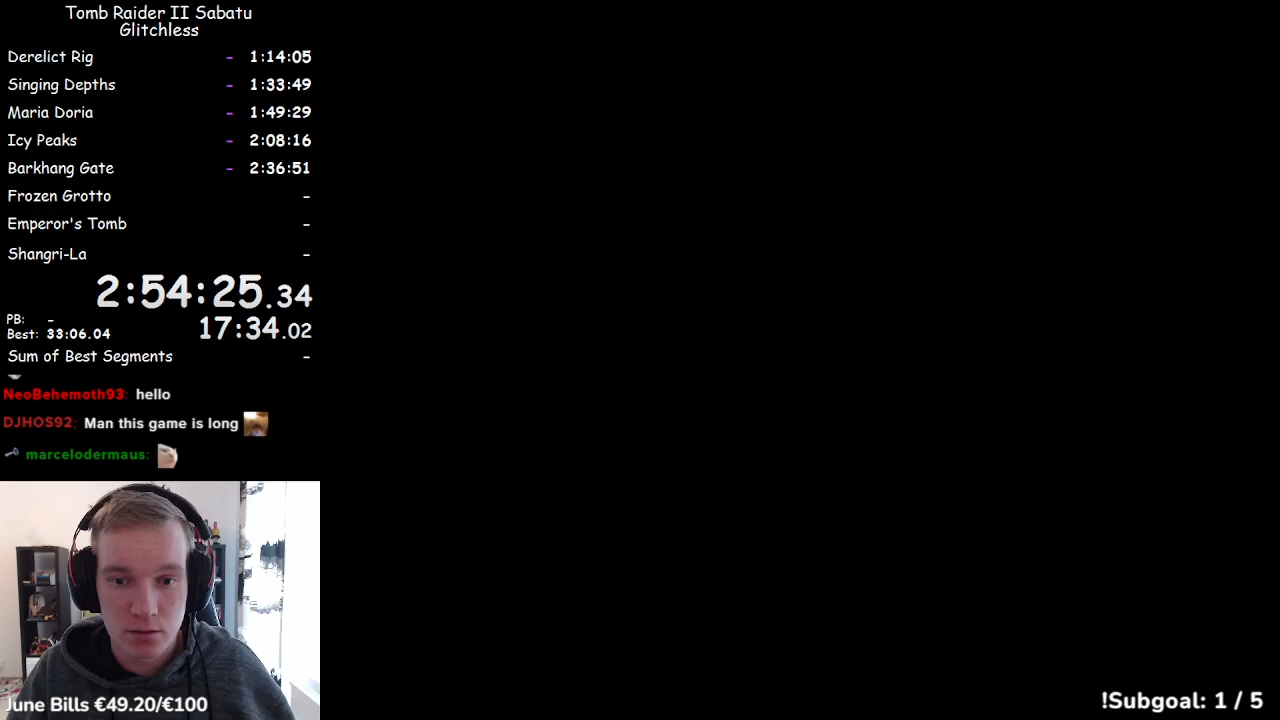 Tomb Raider II Sabatu
Glitchless
Derelict Rig - 1:14:05
Singing Depths - 1:33:49
Maria Doria - 1:49:29
Icy Peaks - 2:08:16
Barkhang Gate - 2:36:51
Frozen Grotto -
Emperor's Tomb -
Shangri-La -
2:54:25.34
PB: -
Best: 33:06.04
17:34.02
Sum of Best Segments -
NeoBehemoth93: hello
DJHOS92: Man this game is long
marcelodermaus:
June Bills €49.20/€100
!Subgoal: 1 / 5